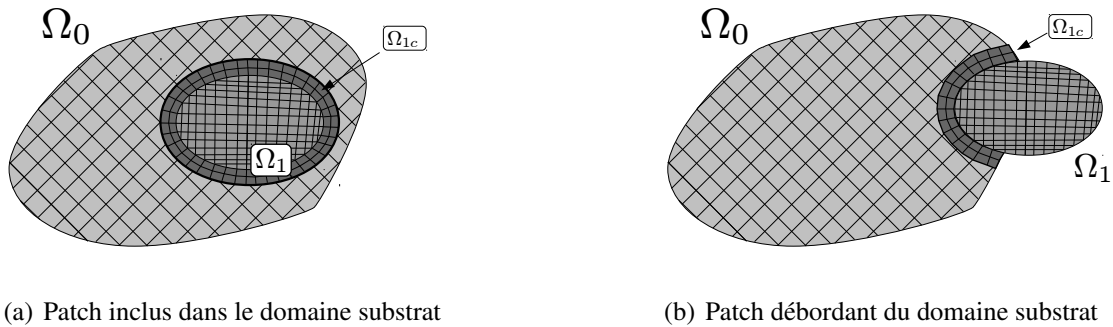 Ω₀
Ω₁c
Ω₁
(a) Patch inclus dans le domaine substrat
Ω₀
Ω₁c
Ω₁
(b) Patch débordant du domaine substrat